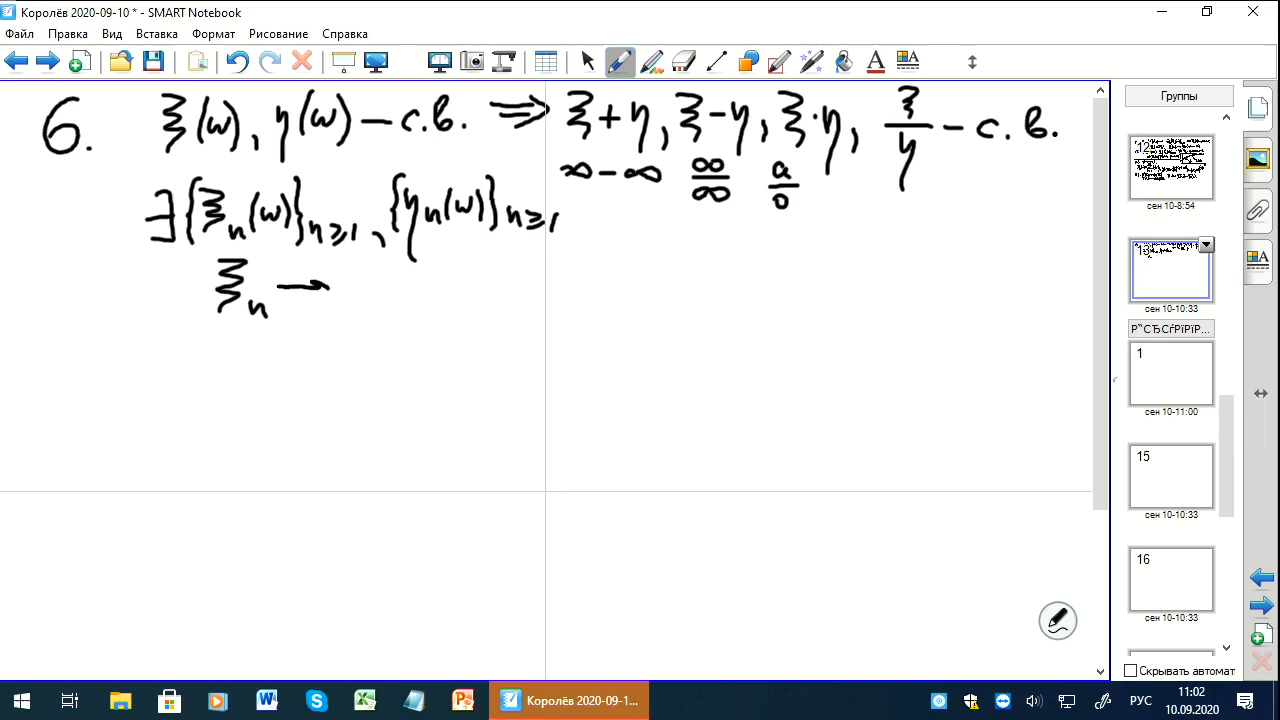 Королёв 2020-09-10 * - SMART Notebook
Файл Правка Вид Вставка Формат Рисование Справка
6. ξ(ω), η(ω) – с.в. ⇒ ξ+η, ξ–η, ξ·η, ξ/η – с.в.
∞–∞ ∞/∞ a/0
∃{ξn(ω)}n≥1, {ηn(ω)}n≥1
ξn →
Группы
сен 10-8:54
13
сен 10-10:33
Р“СЂСѓРїРїР...
1
сен 10-11:00
15
сен 10-10:33
16
сен 10-10:33
Скрывать автомат
Королёв 2020-09-1...
РУС
11:02
10.09.2020